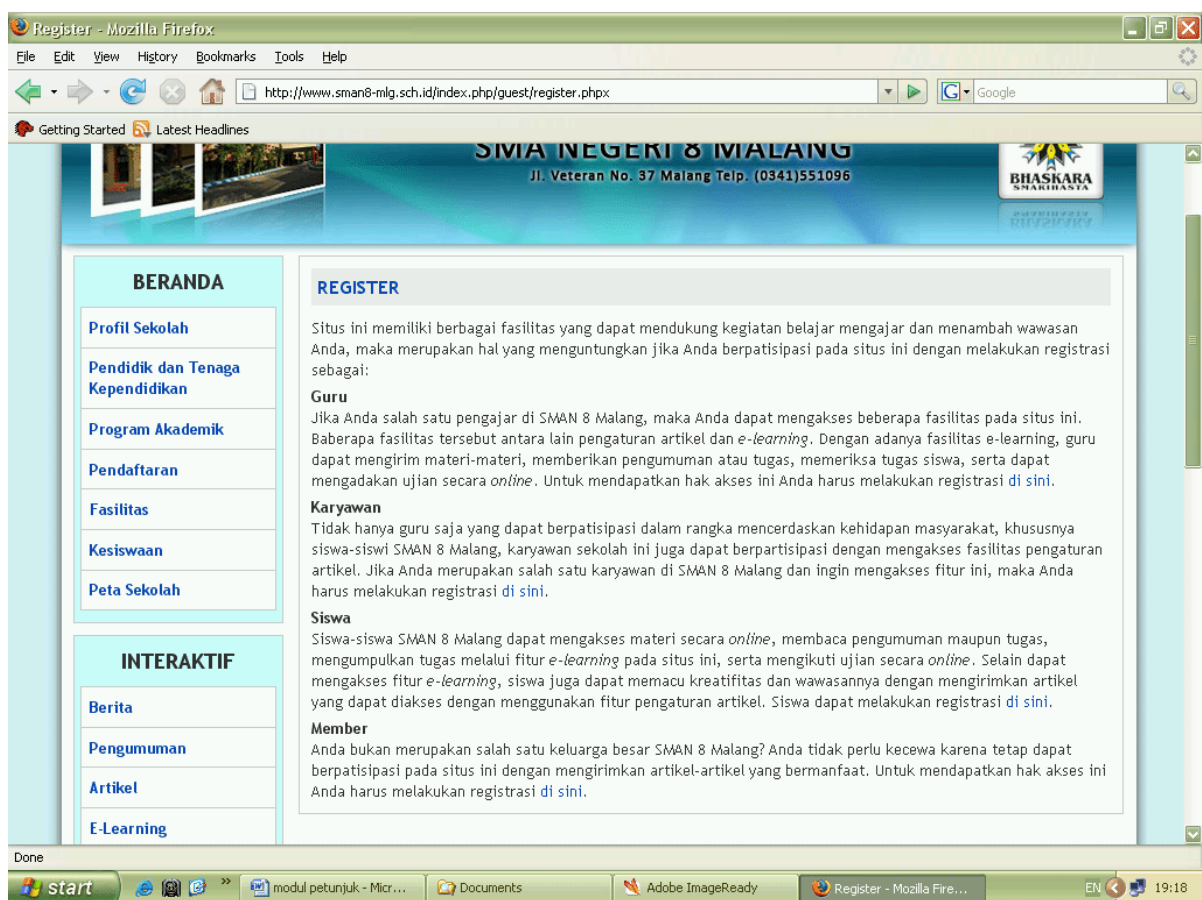 Register - Mozilla Firefox
File Edit View History Bookmarks Tools Help
http://www.sman8-mlg.sch.id/index.php/guest/register.phpx
Google
Getting Started Latest Headlines
SMA NEGERI 8 MALANG
Jl. Veteran No. 37 Malang Telp. (0341)551096
BHASKARA
SMARIHASTA
BERANDA
Profil Sekolah
Pendidik dan Tenaga
Kependidikan
Program Akademik
Pendaftaran
Fasilitas
Kesiswaan
Peta Sekolah
INTERAKTIF
Berita
Pengumuman
Artikel
E-Learning
REGISTER
Situs ini memiliki berbagai fasilitas yang dapat mendukung kegiatan belajar mengajar dan menambah wawasan
Anda, maka merupakan hal yang menguntungkan jika Anda berpatisipasi pada situs ini dengan melakukan registrasi
sebagai:
Guru
Jika Anda salah satu pengajar di SMAN 8 Malang, maka Anda dapat mengakses beberapa fasilitas pada situs ini.
Baberapa fasilitas tersebut antara lain pengaturan artikel dan e-learning. Dengan adanya fasilitas e-learning, guru
dapat mengirim materi-materi, memberikan pengumuman atau tugas, memeriksa tugas siswa, serta dapat
mengadakan ujian secara online. Untuk mendapatkan hak akses ini Anda harus melakukan registrasi di sini.
Karyawan
Tidak hanya guru saja yang dapat berpatisipasi dalam rangka mencerdaskan kehidapan masyarakat, khususnya
siswa-siswi SMAN 8 Malang, karyawan sekolah ini juga dapat berpartisipasi dengan mengakses fasilitas pengaturan
artikel. Jika Anda merupakan salah satu karyawan di SMAN 8 Malang dan ingin mengakses fitur ini, maka Anda
harus melakukan registrasi di sini.
Siswa
Siswa-siswa SMAN 8 Malang dapat mengakses materi secara online, membaca pengumuman maupun tugas,
mengumpulkan tugas melalui fitur e-learning pada situs ini, serta mengikuti ujian secara online. Selain dapat
mengakses fitur e-learning, siswa juga dapat memacu kreatifitas dan wawasannya dengan mengirimkan artikel
yang dapat diakses dengan menggunakan fitur pengaturan artikel. Siswa dapat melakukan registrasi di sini.
Member
Anda bukan merupakan salah satu keluarga besar SMAN 8 Malang? Anda tidak perlu kecewa karena tetap dapat
berpatisipasi pada situs ini dengan mengirimkan artikel-artikel yang bermanfaat. Untuk mendapatkan hak akses ini
Anda harus melakukan registrasi di sini.
Done
start
modul petunjuk - Micr...
Documents
Adobe ImageReady
Register - Mozilla Fire...
EN
19:18